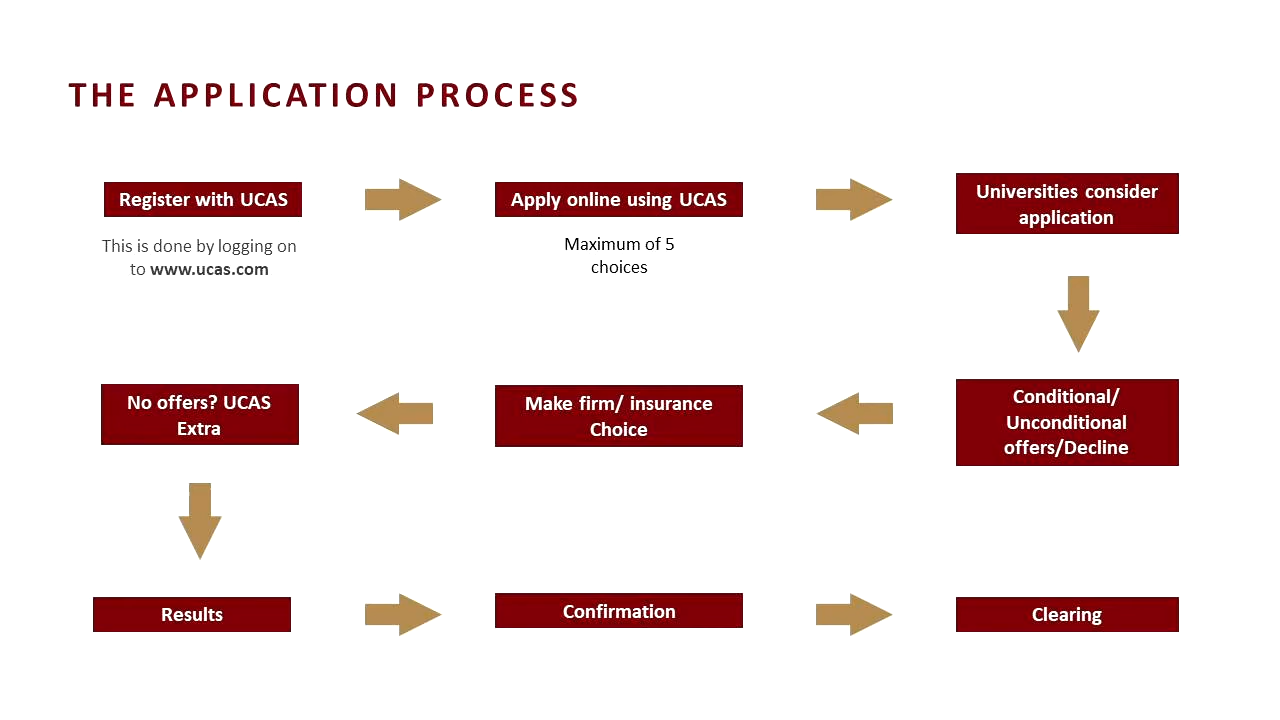 THE APPLICATION PROCESS
Register with UCAS
This is done by logging on
to www.ucas.com
Apply online using UCAS
Maximum of 5
choices
Universities consider
application
Conditional/
Unconditional
offers/Decline
Make firm/ insurance
Choice
No offers? UCAS
Extra
Results
Confirmation
Clearing